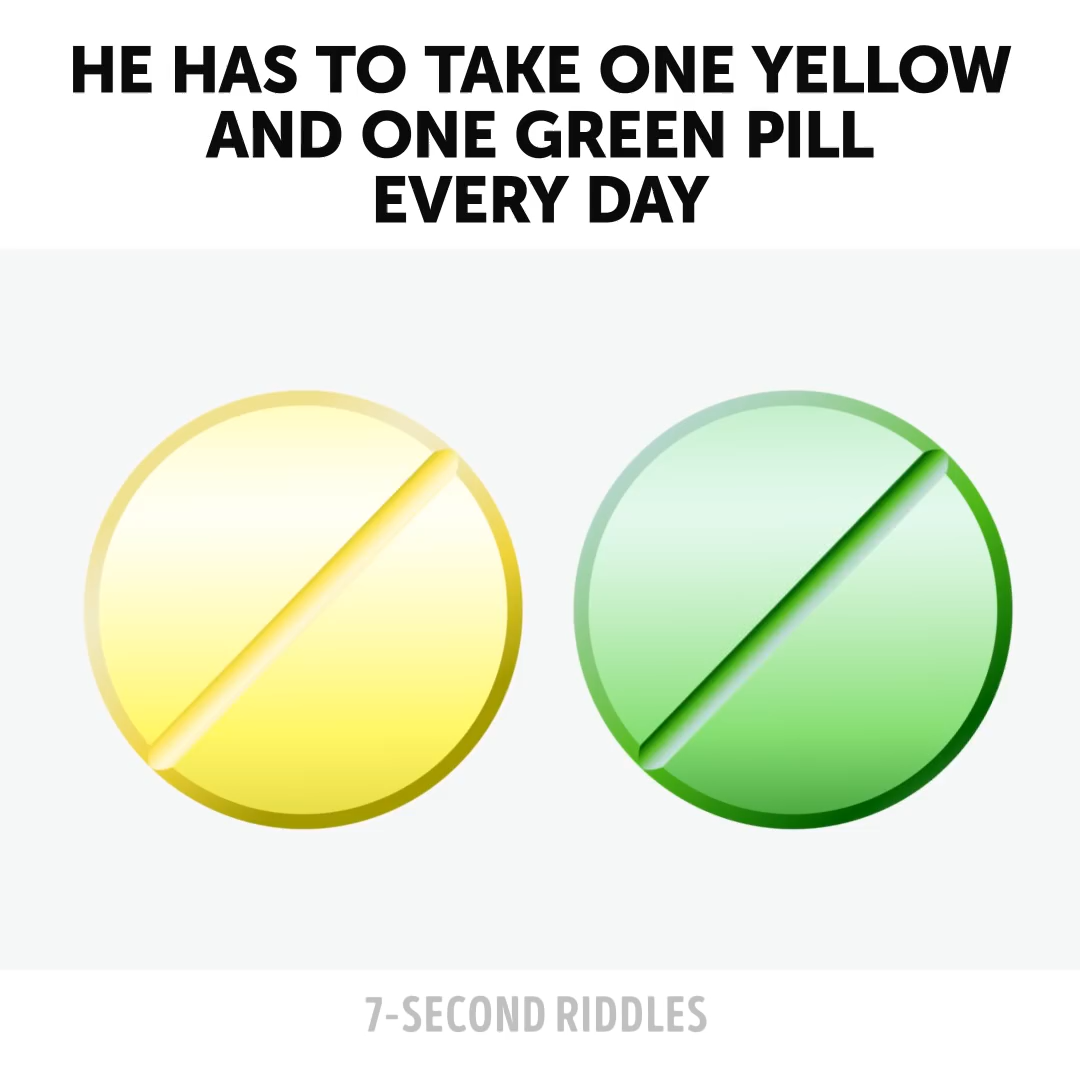 HE HAS TO TAKE ONE YELLOW
AND ONE GREEN PILL
EVERY DAY
7-SECOND RIDDLES